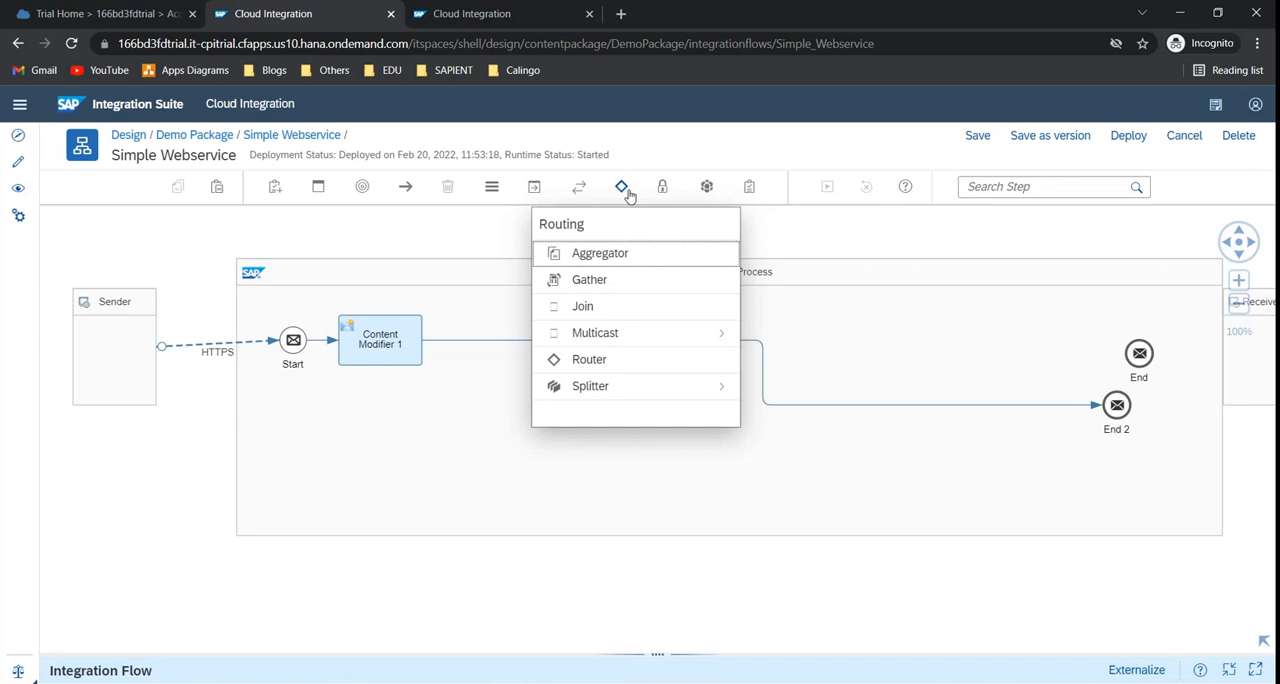 Trial Home > 166bd3fdtrial > Ac
Cloud Integration
Cloud Integration
166bd3fdtrial.it-cpitrial.cfapps.us10.hana.ondemand.com/itspaces/shell/design/contentpackage/DemoPackage/integrationflows/Simple_Webservice
Incognito
Gmail
YouTube
Apps Diagrams
Blogs
Others
EDU
SAPIENT
Calingo
Reading list
SAP Integration Suite
Cloud Integration
Design / Demo Package / Simple Webservice /
Simple Webservice
Deployment Status: Deployed on Feb 20, 2022, 11:53:18, Runtime Status: Started
Save
Save as version
Deploy
Cancel
Delete
Search Step
Routing
Aggregator
Gather
Join
Multicast
Router
Splitter
SAP
Process
Sender
HTTPS
Start
Content
Modifier 1
End
End 2
Receive
100%
Integration Flow
Externalize